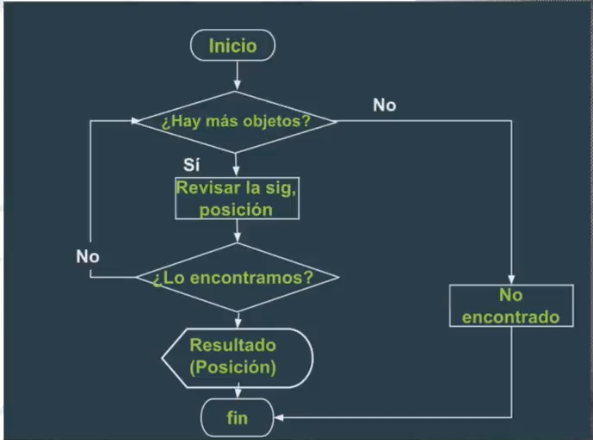 Inicio
¿Hay más objetos?
No
Sí
Revisar la sig,
posición
No
¿Lo encontramos?
No
encontrado
Resultado
(Posición)
fin